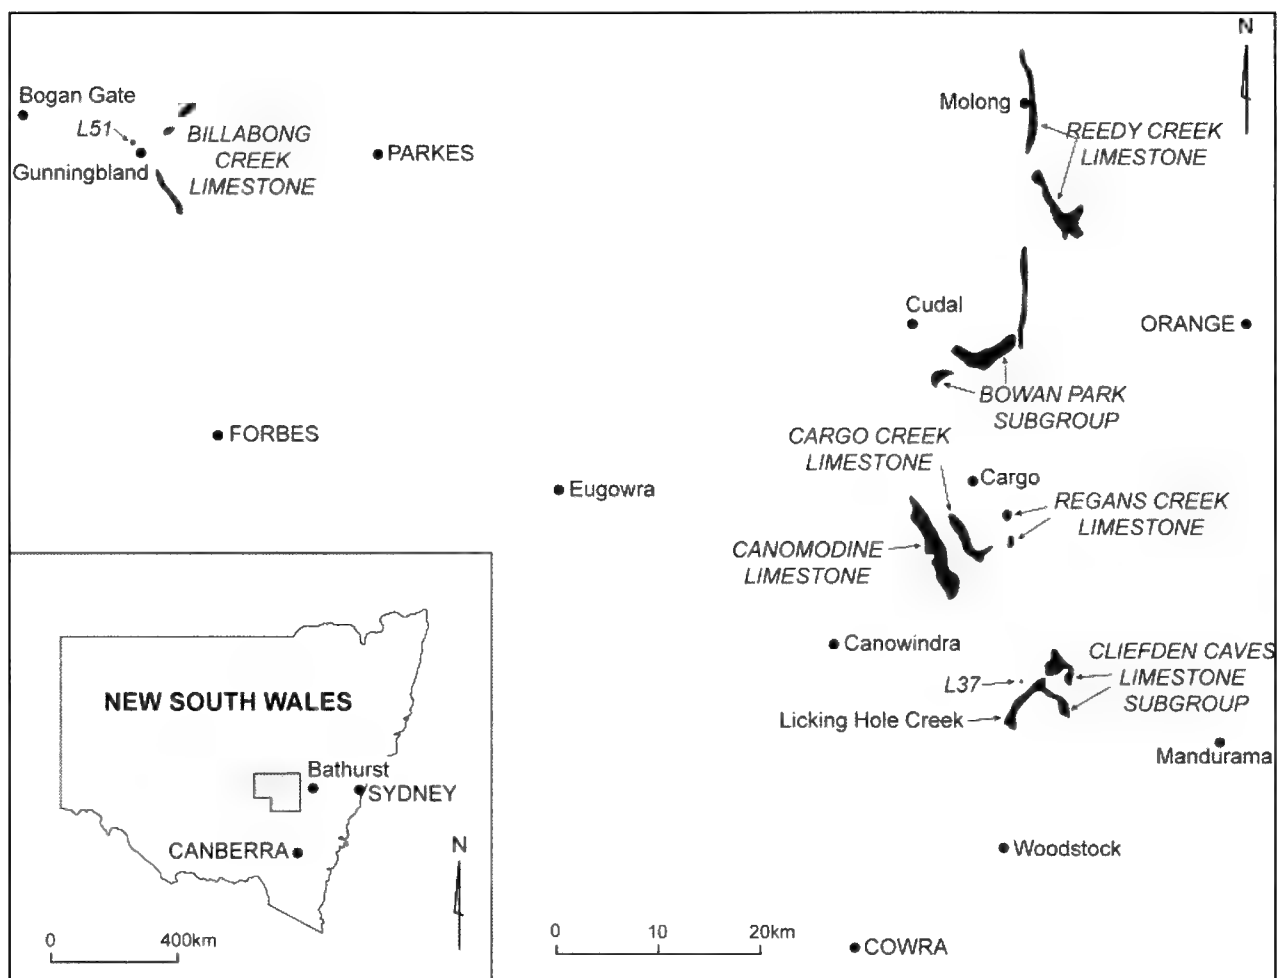 N
Bogan Gate
L51
BILLABONG
CREEK
LIMESTONE
Gunningbland
PARKES
Molong
REEDY CREEK
LIMESTONE
Cudal
ORANGE
BOWAN PARK
SUBGROUP
FORBES
CARGO CREEK
LIMESTONE
Eugowra
Cargo
REGANS CREEK
LIMESTONE
CANOMODINE
LIMESTONE
Canowindra
CLIEFDEN CAVES
LIMESTONE
SUBGROUP
L37
Licking Hole Creek
Mandurama
Woodstock
COWRA
0 10 20km
NEW SOUTH WALES
Bathurst
SYDNEY
CANBERRA
N
0 400km